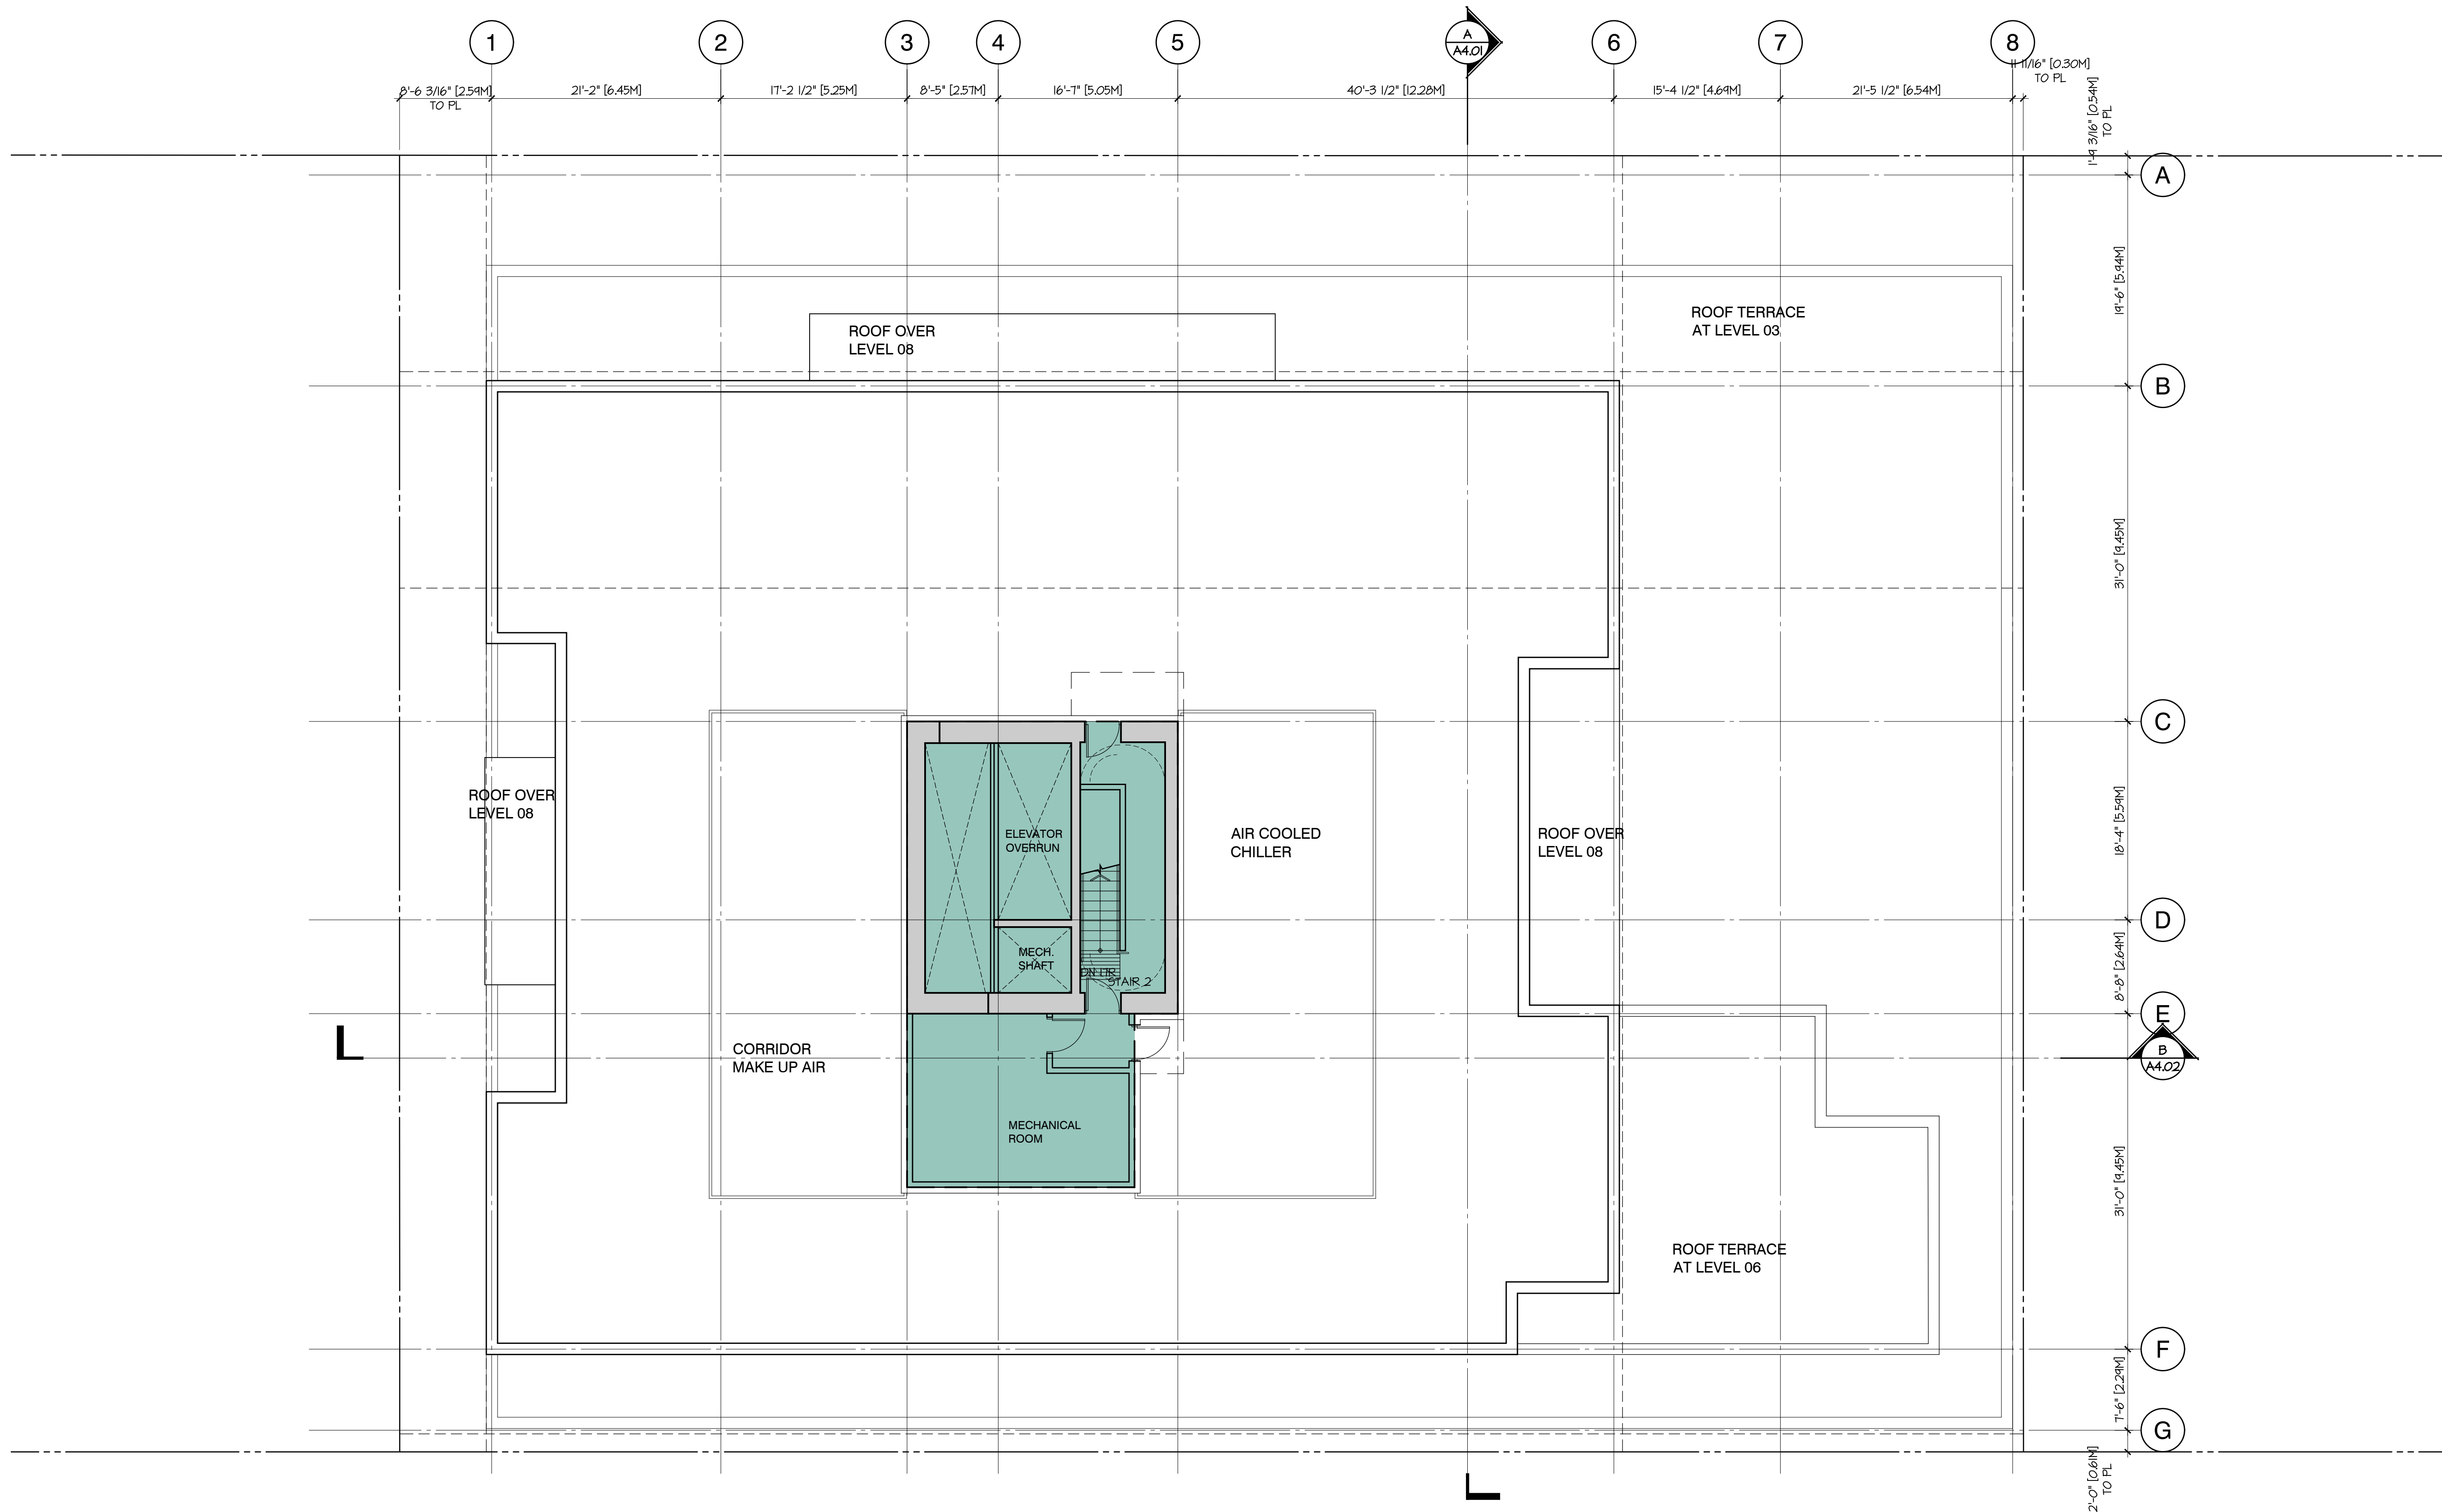 1
2
3
4
5
A
A4.01
6
7
8
8'-6 3/16" [2.59M]
TO PL
21'-2" [6.45M]
17'-2 1/2" [5.25M]
8'-5" [2.57M]
16'-7" [5.05M]
40'-3 1/2" [12.28M]
15'-4 1/2" [4.69M]
21'-5 1/2" [6.54M]
11 11/16" [0.30M]
TO PL
1'-9 3/16" [0.54M]
TO PL
A
19'-6" [5.94M]
ROOF TERRACE
AT LEVEL 03
ROOF OVER
LEVEL 08
B
31'-0" [9.45M]
C
ROOF OVER
LEVEL 08
ELEVATOR
OVERRUN
AIR COOLED
CHILLER
ROOF OVER
LEVEL 08
18'-4" [5.59M]
D
MECH.
SHAFT
STAIR 2
8'-8" [2.64M]
E
CORRIDOR
MAKE UP AIR
B
A4.02
MECHANICAL
ROOM
31'-0" [9.45M]
ROOF TERRACE
AT LEVEL 06
F
7'-6" [2.29M]
G
2'-0" [0.61M]
TO PL